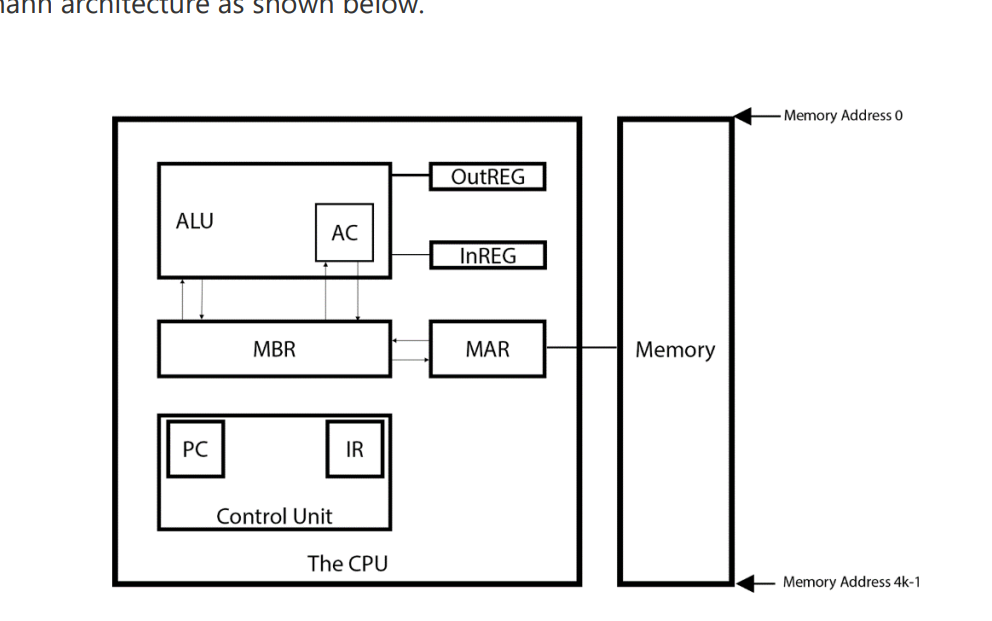 architecture as shown below.
Memory Address 0
OutREG
ALU
AC
InREG
MBR
MAR
Memory
PC
IR
Control Unit
The CPU
Memory Address 4k-1